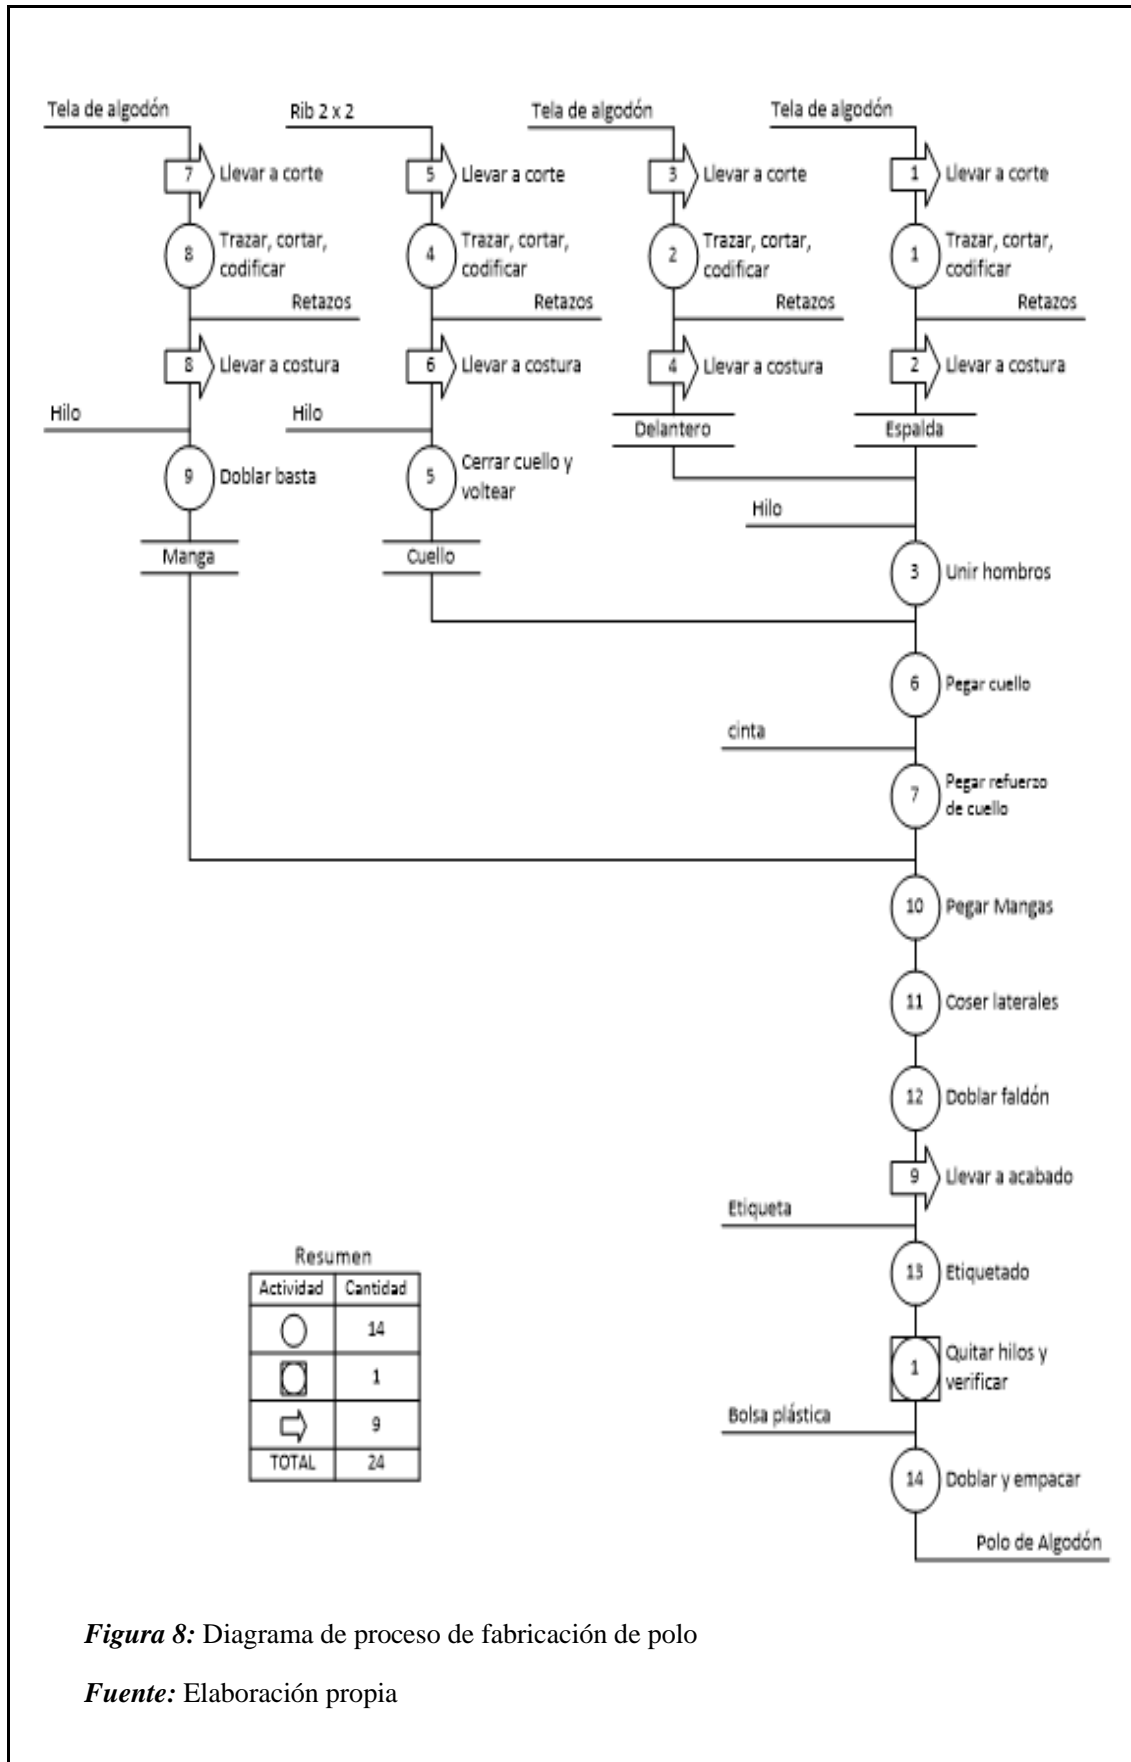 Tela de algodón
Rib 2 x 2
Tela de algodón
Tela de algodón
7 Llevar a corte
5 Llevar a corte
3 Llevar a corte
1 Llevar a corte
8 Trazar, cortar,
codificar
4 Trazar, cortar,
codificar
2 Trazar, cortar,
codificar
1 Trazar, cortar,
codificar
Retazos
Retazos
Retazos
Retazos
8 Llevar a costura
6 Llevar a costura
4 Llevar a costura
2 Llevar a costura
Hilo
Hilo
Delantero
Espalda
9 Doblar basta
5 Cerrar cuello y
voltear
Hilo
Manga
Cuello
3 Unir hombros
6 Pegar cuello
cinta
7 Pegar refuerzo
de cuello
10 Pegar Mangas
11 Coser laterales
12 Doblar faldón
9 Llevar a acabado
Etiqueta
13 Etiquetado
1 Quitar hilos y
verificar
Bolsa plástica
14 Doblar y empacar
Polo de Algodón
Resumen
Actividad Cantidad
14
1
9
TOTAL 24
Figura 8: Diagrama de proceso de fabricación de polo
Fuente: Elaboración propia